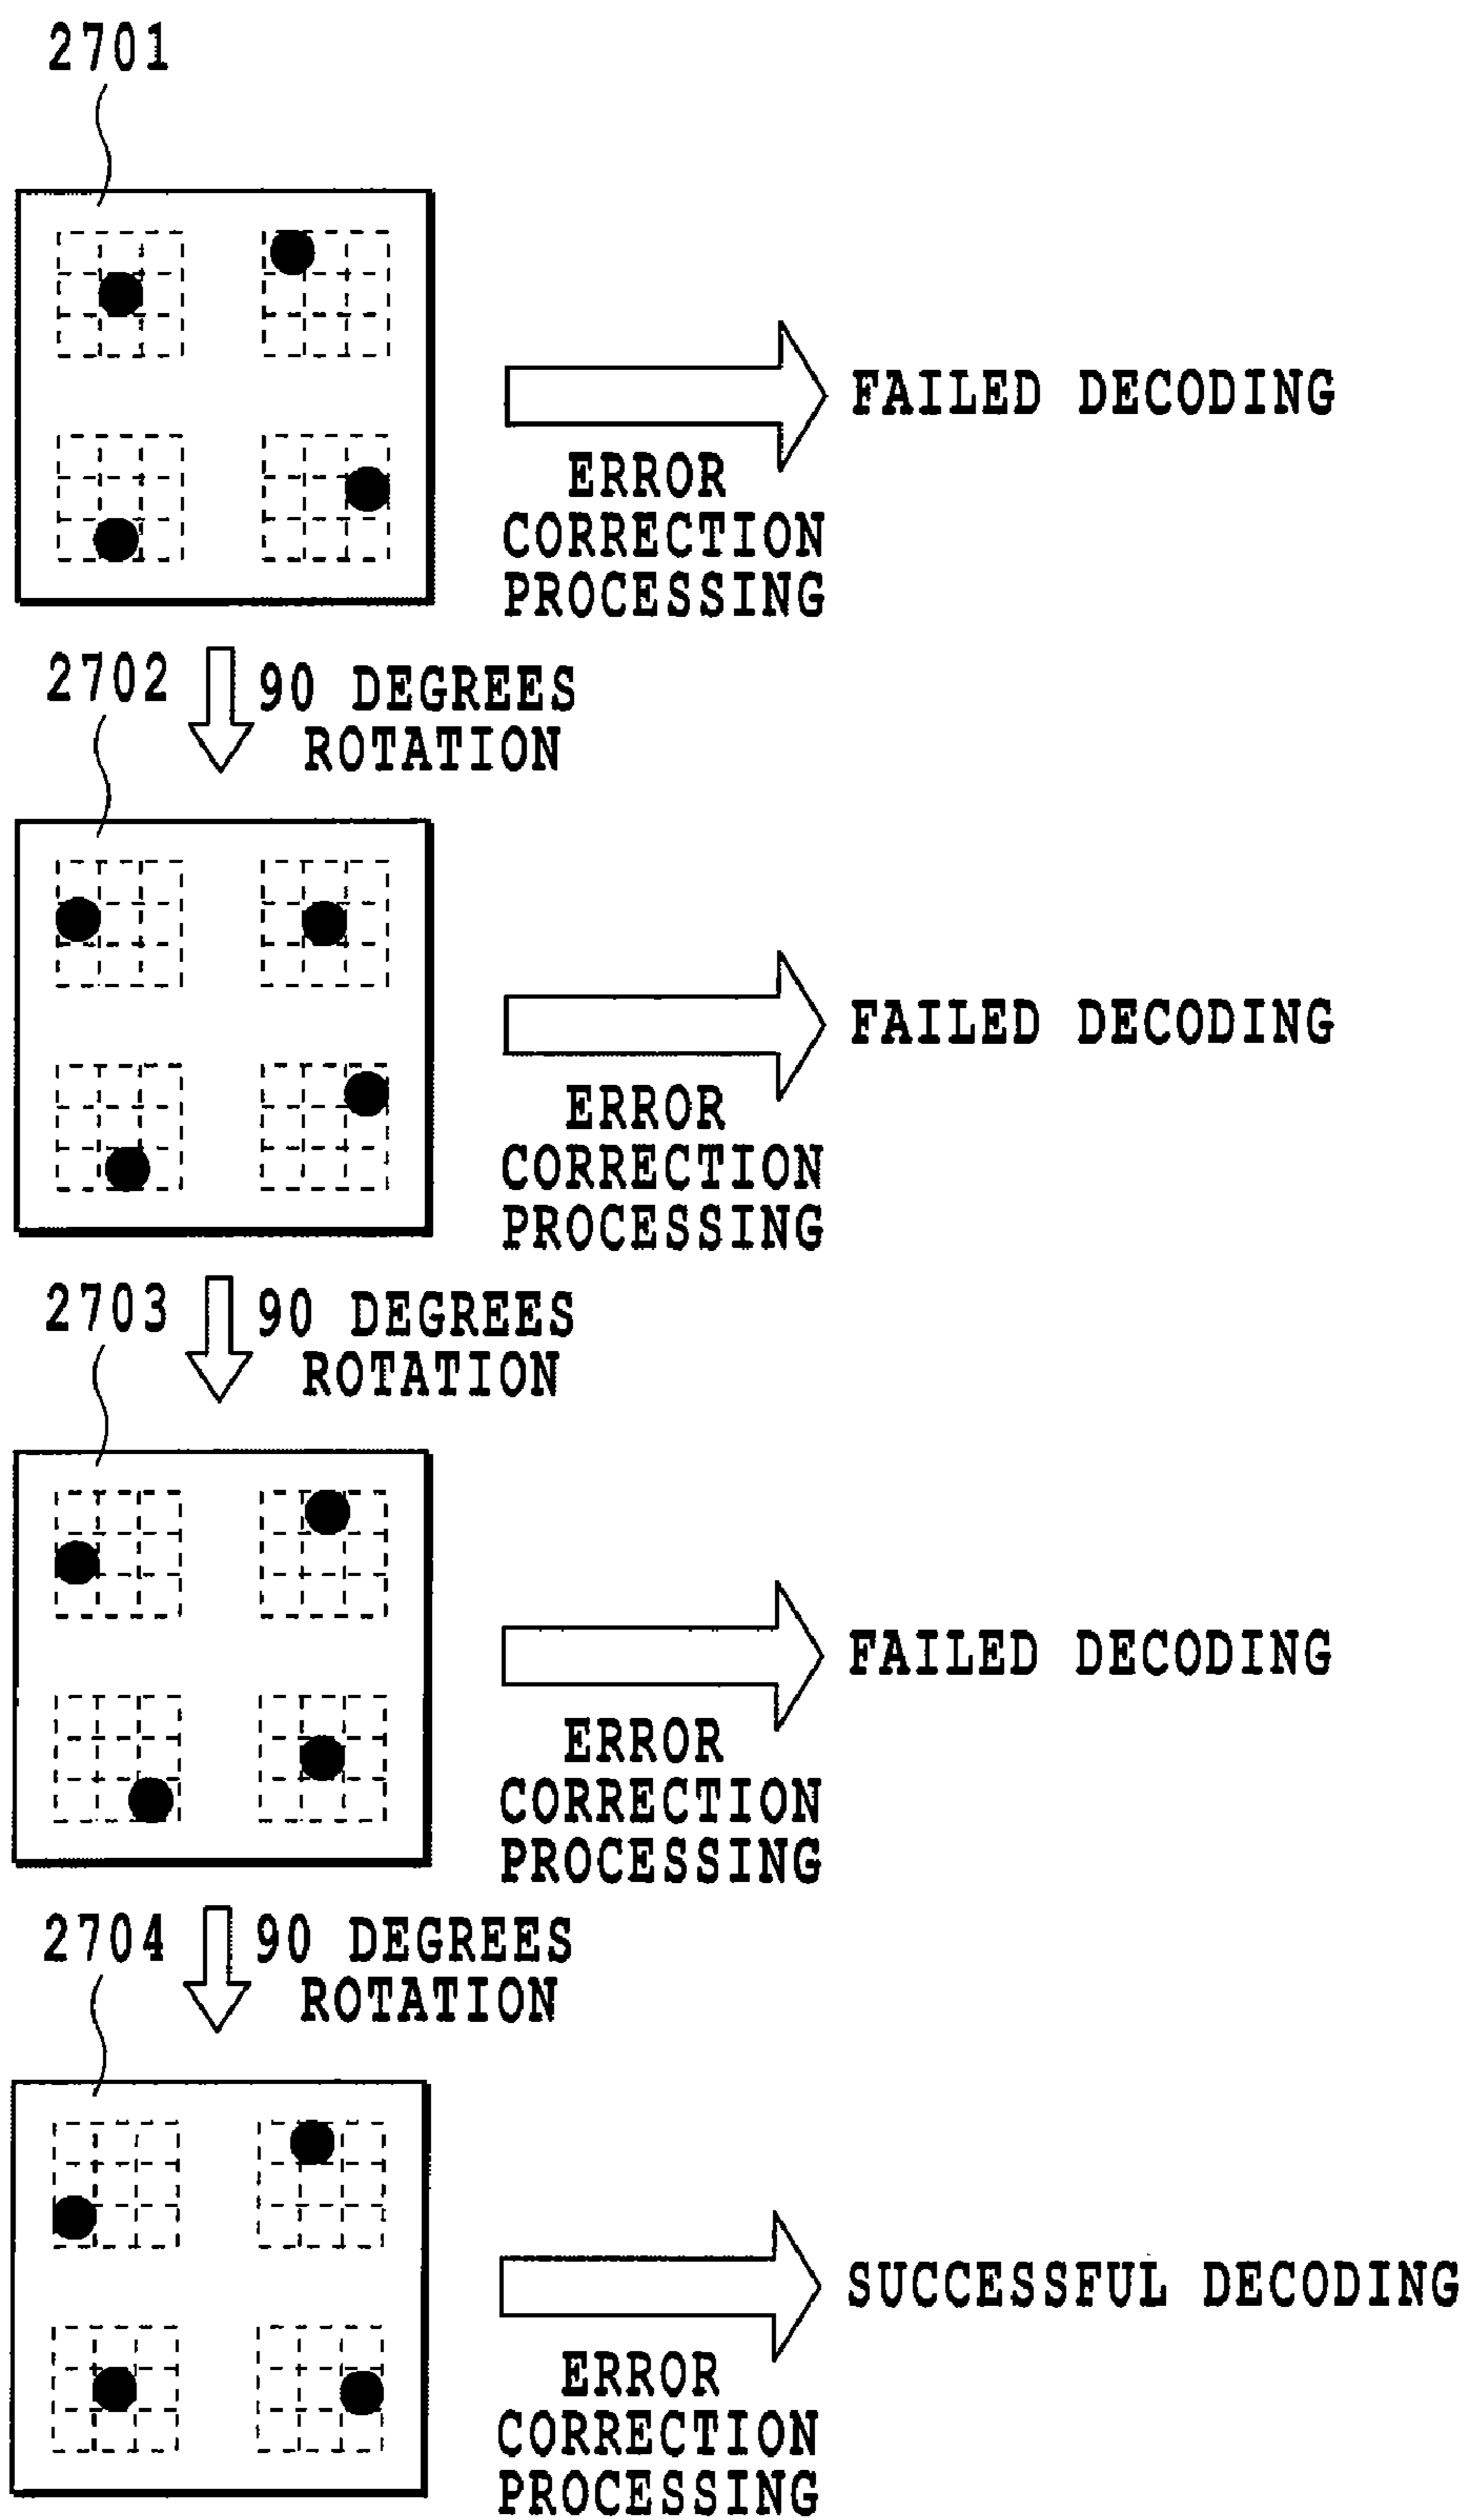 2701
FAILED DECODING
ERROR
CORRECTION
PROCESSING
2702
90 DEGREES
ROTATION
FAILED DECODING
ERROR
CORRECTION
PROCESSING
2703
90 DEGREES
ROTATION
FAILED DECODING
ERROR
CORRECTION
PROCESSING
2704
90 DEGREES
ROTATION
SUCCESSFUL DECODING
ERROR
CORRECTION
PROCESSING